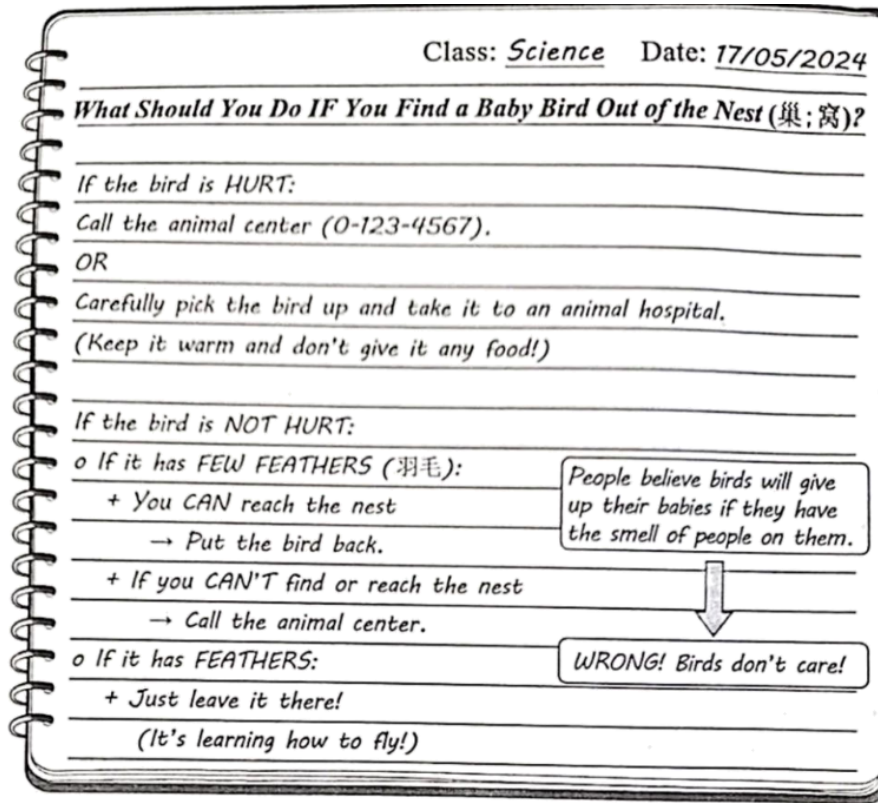 Class: Science Date: 17/05/2024
What Should You Do IF You Find a Baby Bird Out of the Nest (巢;窩)?
If the bird is HURT:
Call the animal center (0-123-4567).
OR
Carefully pick the bird up and take it to an animal hospital.
(Keep it warm and don't give it any food!)
If the bird is NOT HURT:
o If it has FEW FEATHERS (羽毛):
+ You CAN reach the nest
→ Put the bird back.
+ If you CAN'T find or reach the nest
→ Call the animal center.
o If it has FEATHERS:
+ Just leave it there!
(It's learning how to fly!)
People believe birds will give
up their babies if they have
the smell of people on them.
WRONG! Birds don't care!